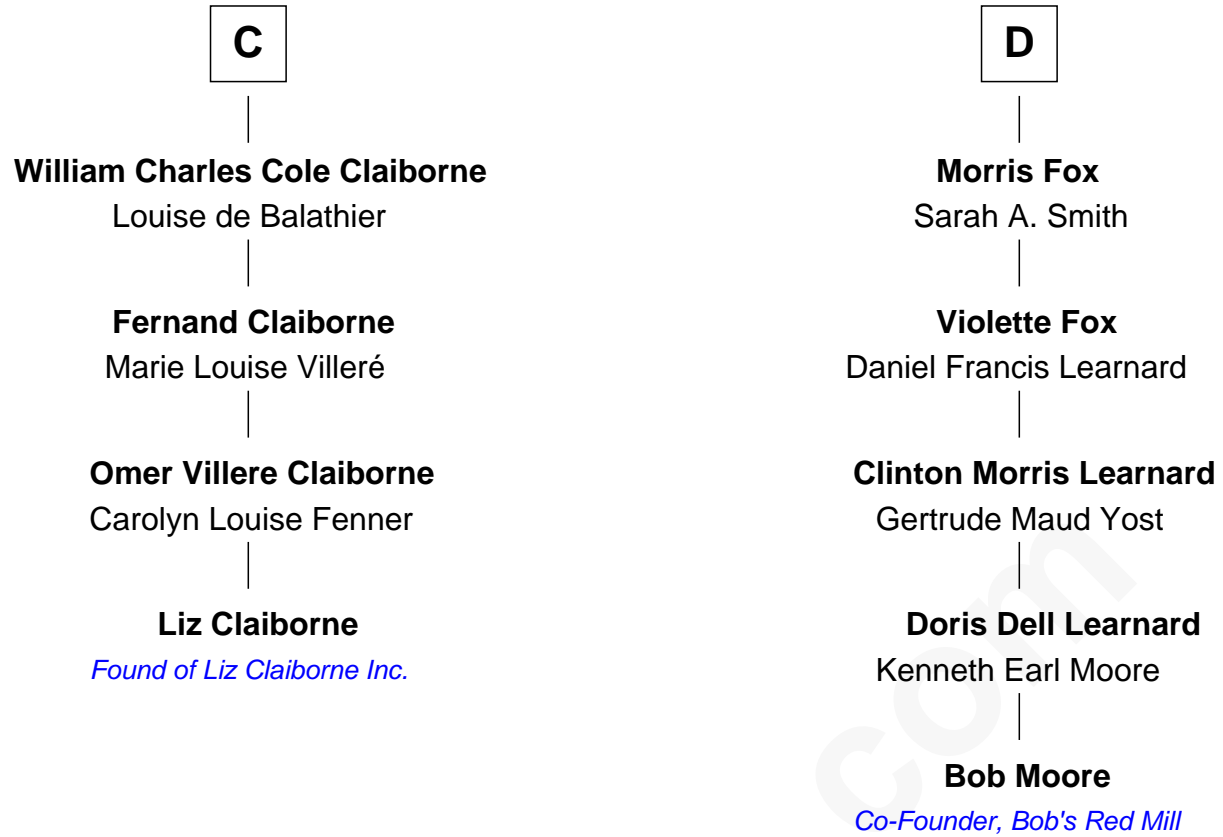 C
William Charles Cole Claiborne
Louise de Balathier
Fernand Claiborne
Marie Louise Villeré
Omer Villere Claiborne
Carolyn Louise Fenner
Liz Claiborne
Found of Liz Claiborne Inc.
D
Morris Fox
Sarah A. Smith
Violette Fox
Daniel Francis Learnard
Clinton Morris Learnard
Gertrude Maud Yost
Doris Dell Learnard
Kenneth Earl Moore
Bob Moore
Co-Founder, Bob's Red Mill
com